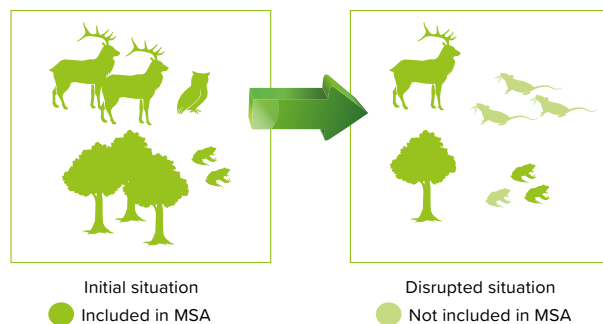 Initial situation
Included in MSA
Disrupted situation
Not included in MSA